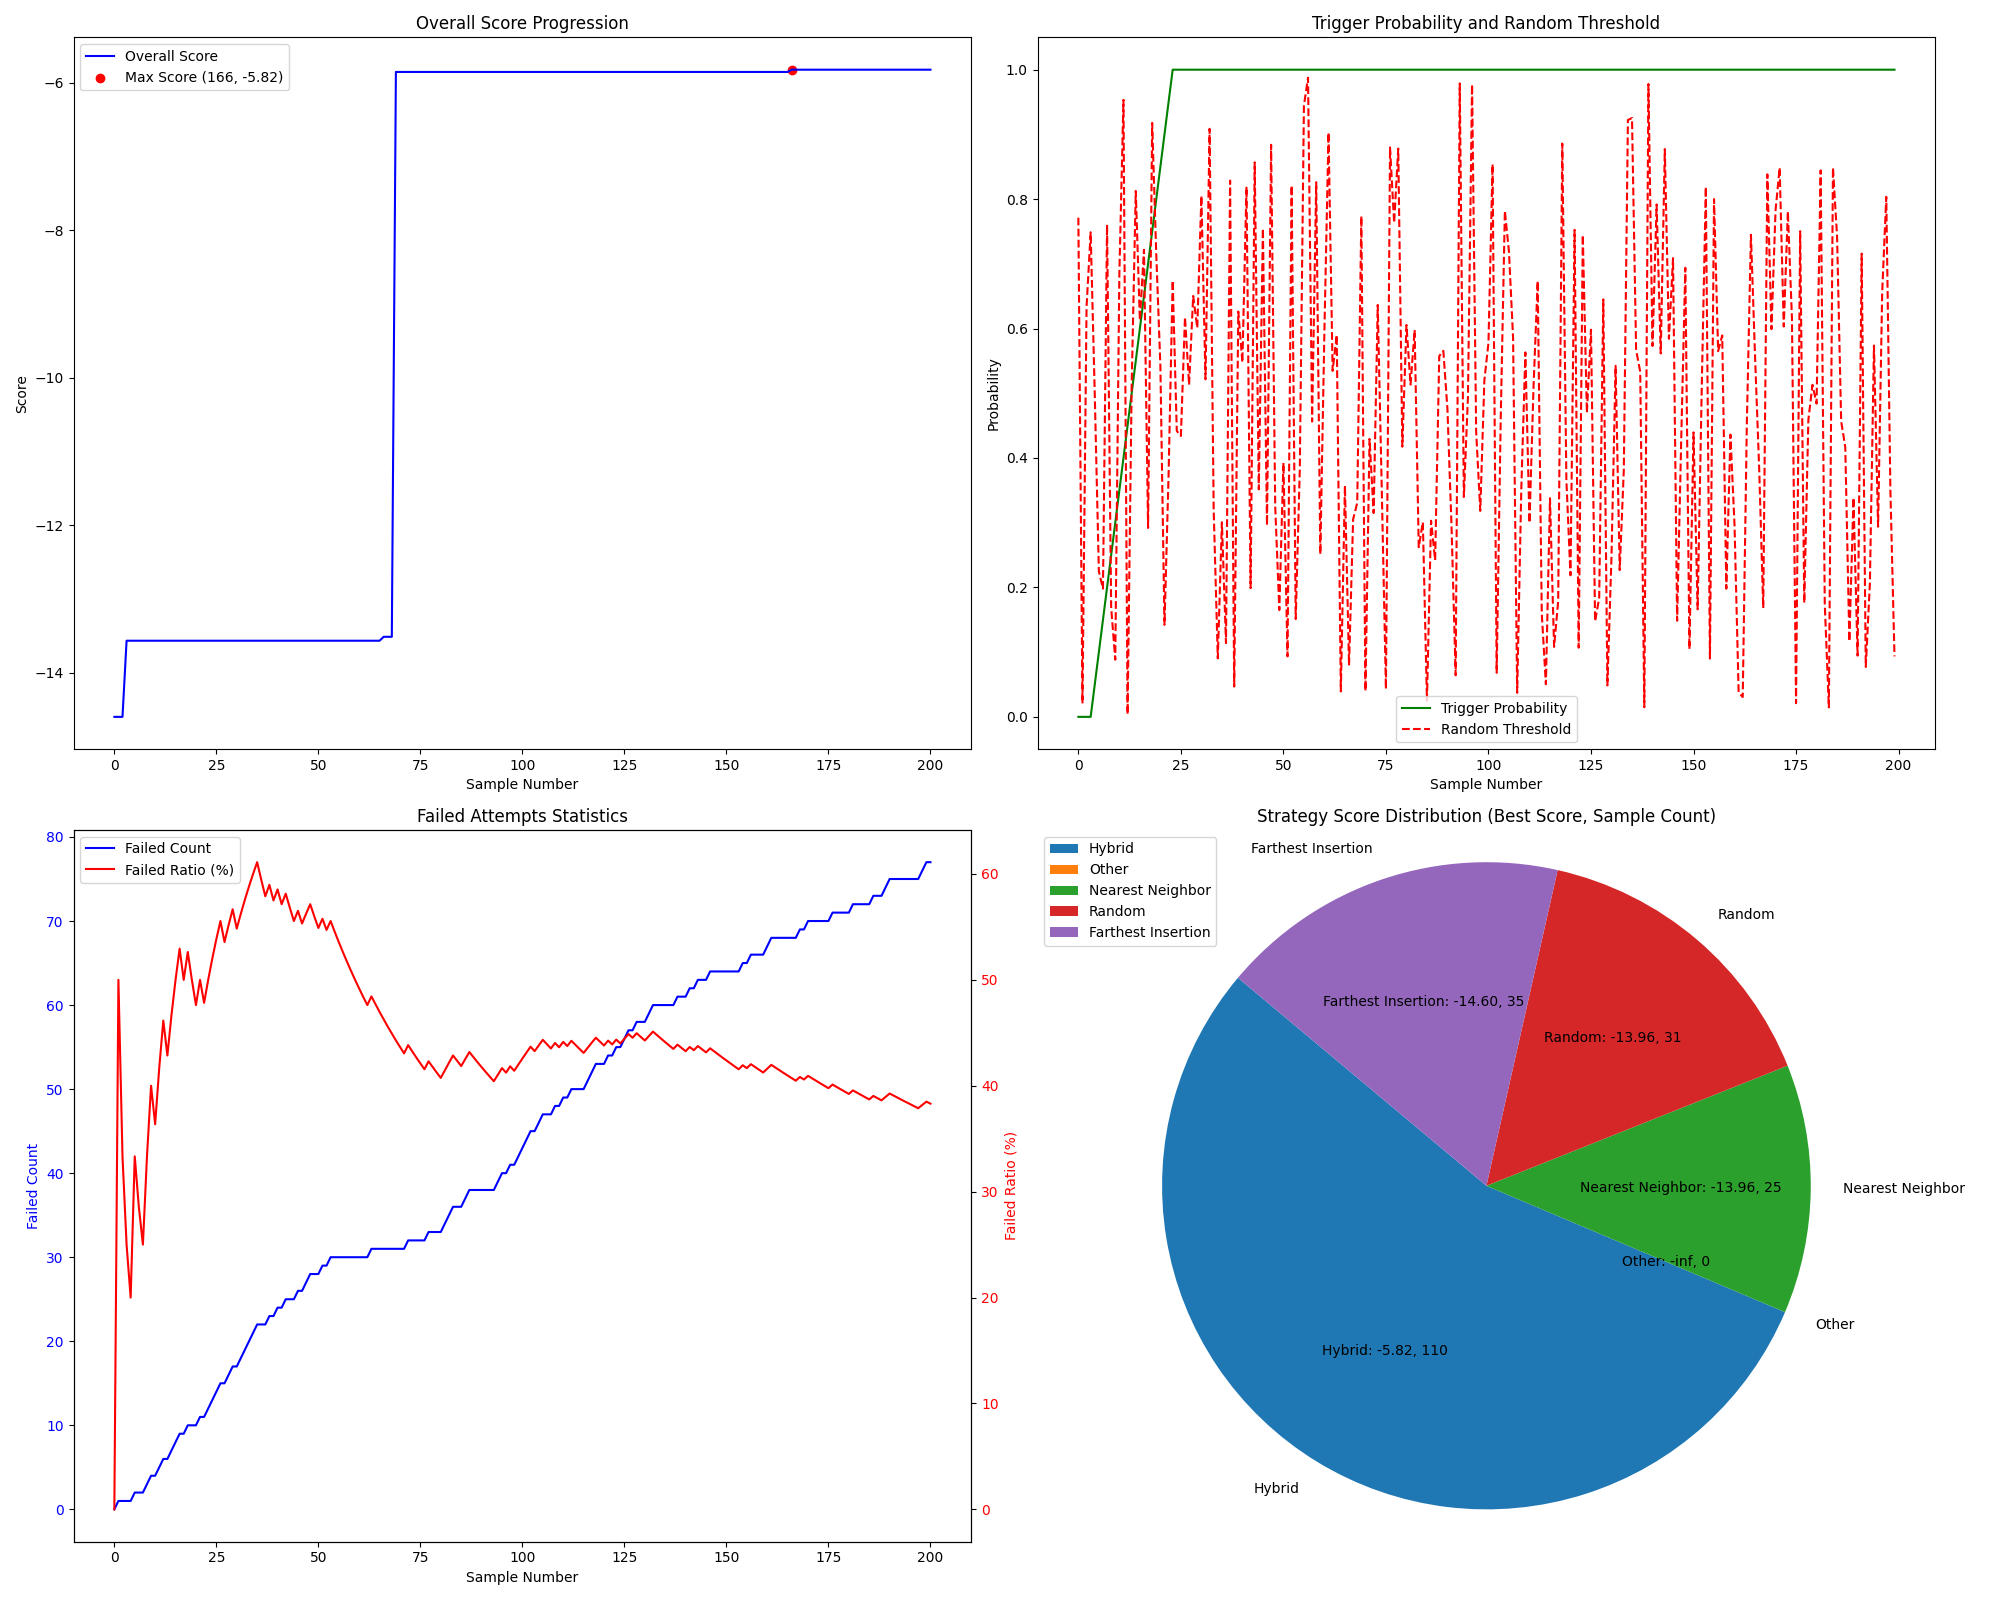 Overall Score Progression
Overall Score
Max Score (166, -5.82)
−6
−8
−10
−12
−14
Score
0
25
50
75
100
125
150
175
200
Sample Number
Trigger Probability and Random Threshold
1.0
0.8
0.6
0.4
0.2
0.0
Probability
Trigger Probability
Random Threshold
0
25
50
75
100
125
150
175
200
Sample Number
Failed Attempts Statistics
Failed Count
Failed Ratio (%)
80
70
60
50
40
30
20
10
0
Failed Count
60
50
40
30
20
10
0
Failed Ratio (%)
0
25
50
75
100
125
150
175
200
Sample Number
Strategy Score Distribution (Best Score, Sample Count)
Hybrid
Other
Nearest Neighbor
Random
Farthest Insertion
Farthest Insertion
Random
Farthest Insertion: -14.60, 35
Random: -13.96, 31
Nearest Neighbor: -13.96, 25
Nearest Neighbor
Other: -inf, 0
Other
Hybrid: -5.82, 110
Hybrid